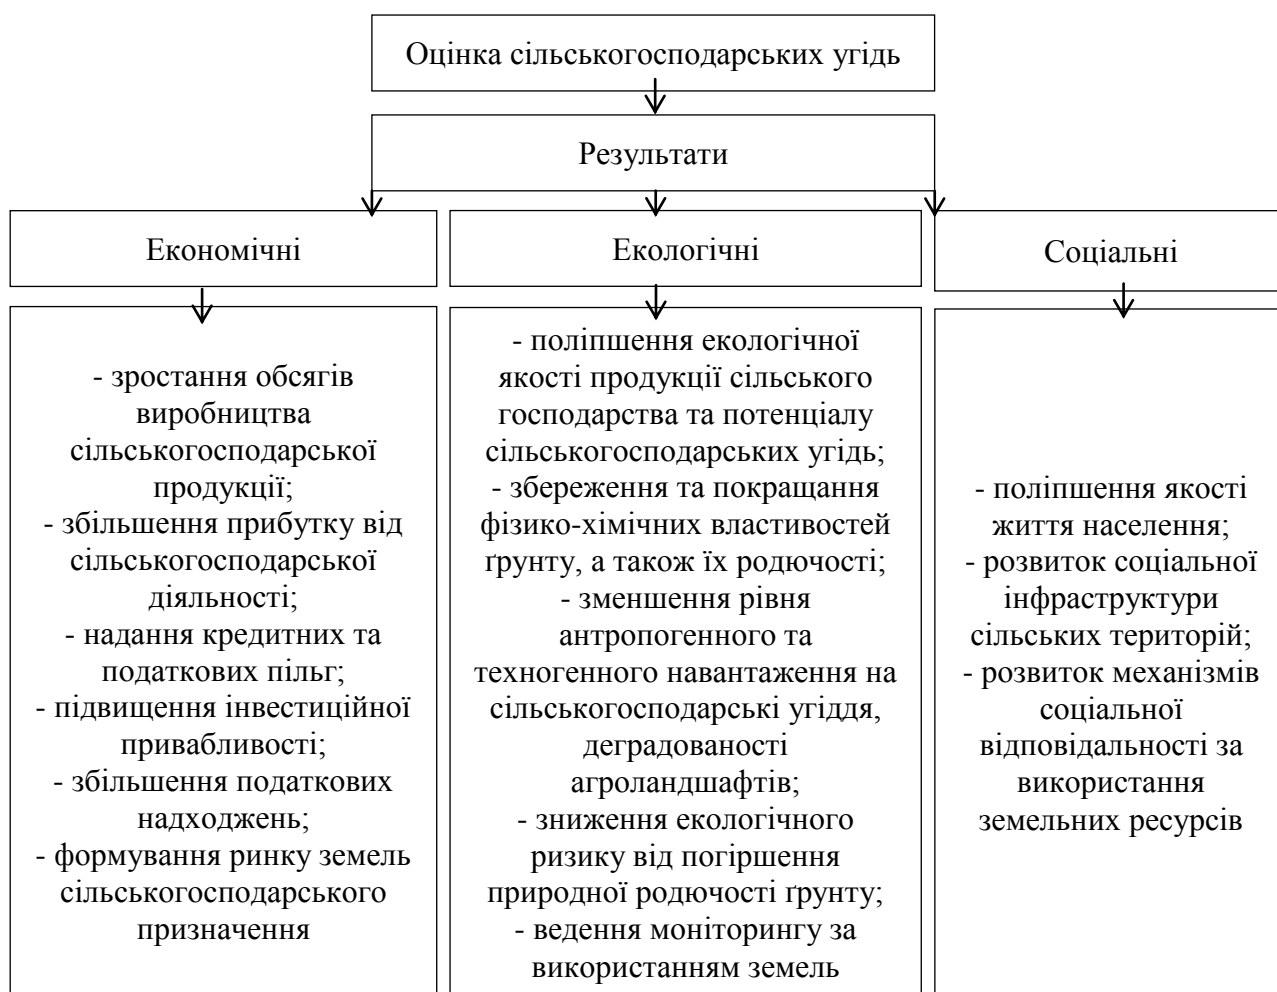 Оцінка сільськогосподарських угідь
Результати
Економічні
Екологічні
Соціальні
- зростання обсягів
виробництва
сільськогосподарської
продукції;
- збільшення прибутку від
сільськогосподарської
діяльності;
- надання кредитних та
податкових пільг;
- підвищення інвестиційної
привабливості;
- збільшення податкових
надходжень;
- формування ринку земель
сільськогосподарського
призначення
- поліпшення екологічної
якості продукції сільського
господарства та потенціалу
сільськогосподарських угідь;
- збереження та покращання
фізико-хімічних властивостей
ґрунту, а також їх родючості;
- зменшення рівня
антропогенного та
техногенного навантаження на
сільськогосподарські угіддя,
деградованості
агроландшафтів;
- зниження екологічного
ризику від погіршення
природної родючості ґрунту;
- ведення моніторингу за
використанням земель
- поліпшення якості
життя населення;
- розвиток соціальної
інфраструктури
сільських територій;
- розвиток механізмів
соціальної
відповідальності за
використання
земельних ресурсів